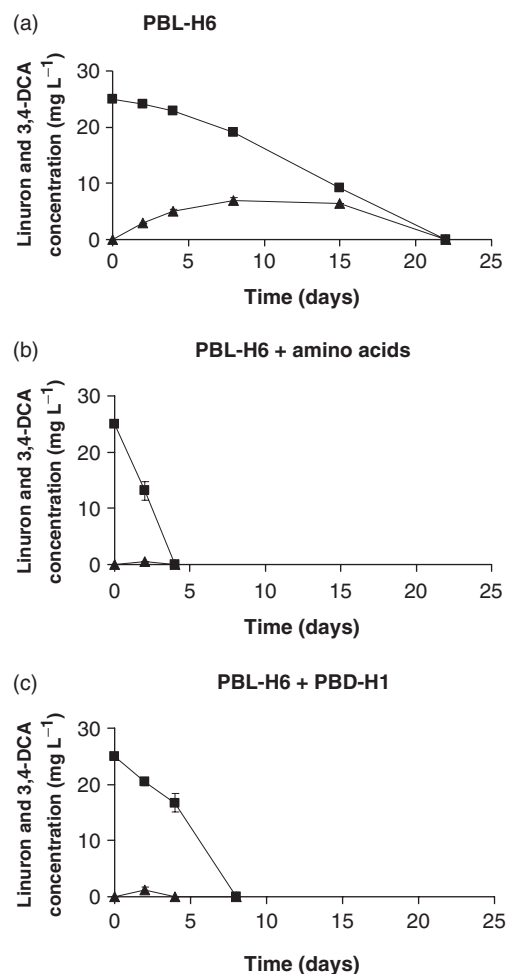 (a) PBL-H6
Linuron and 3,4-DCA
concentration (mg L⁻¹)
30
20
10
0
0 5 10 15 20 25
Time (days)
(b) PBL-H6 + amino acids
Linuron and 3,4-DCA
concentration (mg L⁻¹)
30
20
10
0
0 5 10 15 20 25
Time (days)
(c) PBL-H6 + PBD-H1
Linuron and 3,4-DCA
concentration (mg L⁻¹)
30
20
10
0
0 5 10 15 20 25
Time (days)